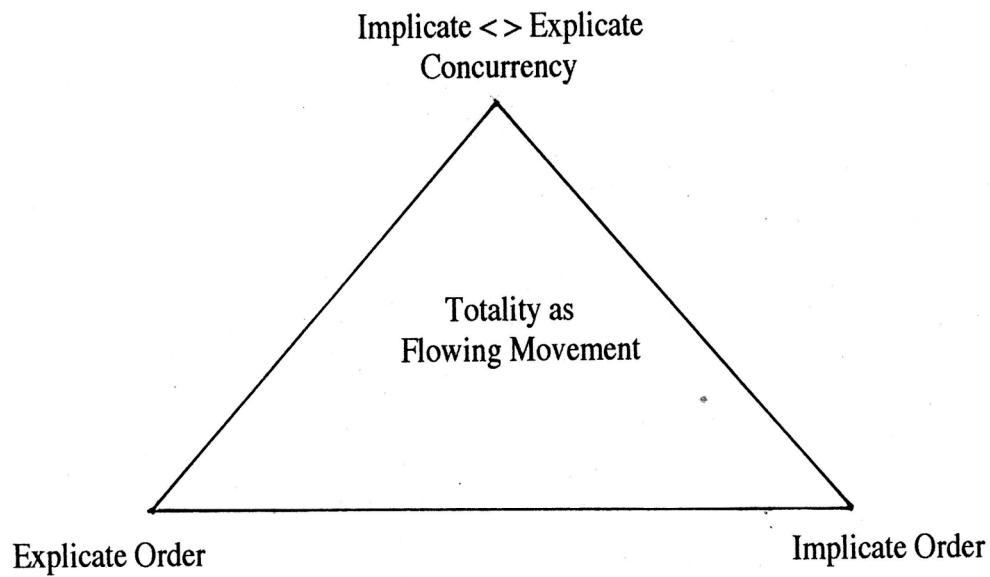 Implicate < > Explicate
Concurrency
Totality as
Flowing Movement
Explicate Order
Implicate Order